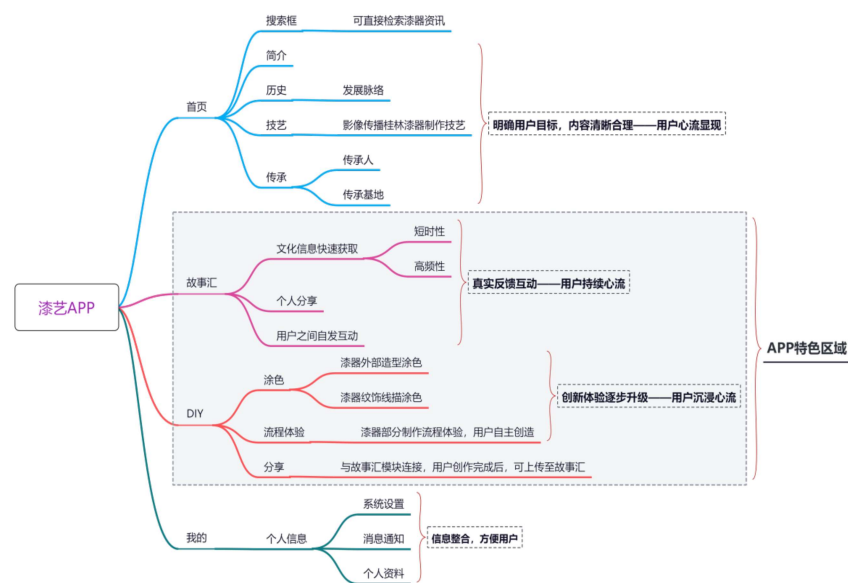 漆艺APP
首页
搜索框
可直接检索漆器资讯
简介
历史
发展脉络
技艺
影像传播桂林漆器制作技艺
传承
传承人
传承基地
明确用户目标，内容清晰合理——用户心流显现
故事汇
文化信息快速获取
短时性
高频性
个人分享
用户之间自发互动
真实反馈互动——用户持续心流
DIY
涂色
漆器外部造型涂色
漆器纹饰线描涂色
流程体验
漆器部分制作流程体验，用户自主创造
分享
与故事汇模块连接，用户创作完成后，可上传至故事汇
创新体验逐步升级——用户沉浸心流
APP特色区域
我的
个人信息
系统设置
消息通知
个人资料
信息整合，方便用户